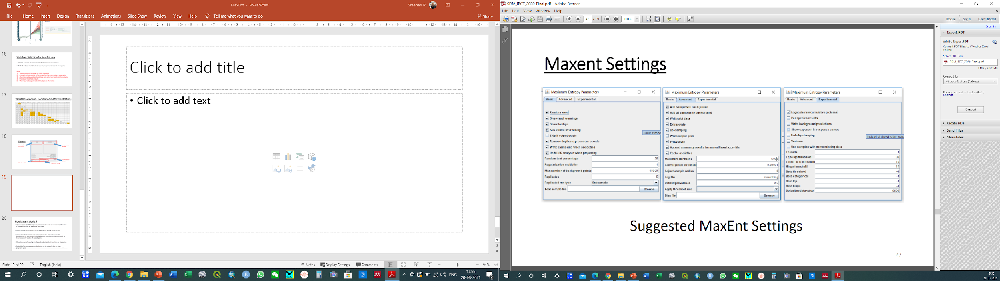 MaxEnt - PowerPoint
Sreehari R
File Home Insert Design Transitions Animations Slide Show Review View Help Tell me what you want to do
Share
16
Variables Selection for MaxEnt use
17
Variables Selection - Correlation matrix (Illustration)
18
Maxent
19
20
How Maxent Works ?
Click to add title
• Click to add text
Slide 19 of 20 English (India)
Notes Display Settings Comments 94%
ENG
17:55
20-03-2021
SDM_IBCT_2020-Final.pdf - Adobe Reader
File Edit View Window Help
47 / 59 110%
Tools Sign Comment
Maxent Settings
Maximum Entropy Parameters
Basic Advanced Experimental
Random seed
Give visual warnings
Show tooltips
Ask before overwriting
Skip if output exists
Remove duplicate presence records
Write clamp grid when projecting
Do MESS analysis when projecting
Random test percentage 25
Regularization multiplier 1
Max number of background points 10000
Replicates 5
Replicated run type Subsample
Test sample file Browse
Maximum Entropy Parameters
Basic Advanced Experimental
Add samples to background
Add all samples to background
Write plot data
Extrapolate
Do clamping
Write output grids
Write plots
Append summary results to maxentResults.csv file
Cache ascii files
Maximum iterations 5000
Convergence threshold 0.00001
Adjust sample radius 0
Log file maxent.log
Default prevalence 0.5
Apply threshold rule
Bias file Browse
Maximum Entropy Parameters
Basic Advanced Experimental
Logscale raw/cumulative pictures
Per species results
Write background predictions
Show exponent in response curves
Fade by clamping
Verbose
Use samples with some missing data
Threads 1
Lq to lqp threshold 80
Linear to lq threshold 10
Hinge threshold 15
Beta threshold -1
Beta categorical -1
Beta lqp -1
Beta hinge -1
Default nodata value -9999
Suggested MaxEnt Settings
47
Sign In
Export PDF
Adobe ExportPDF
Convert PDF files to Word or Excel
online
Select PDF File:
SDM_IBCT_2020-Final.pdf
1 file / 2.69 MB
Convert To:
Microsoft Word (*.docx)
Recognize Text in English(U.S.)
Change
Convert
Create PDF
Send Files
Store Files
17:55
20-03-2021